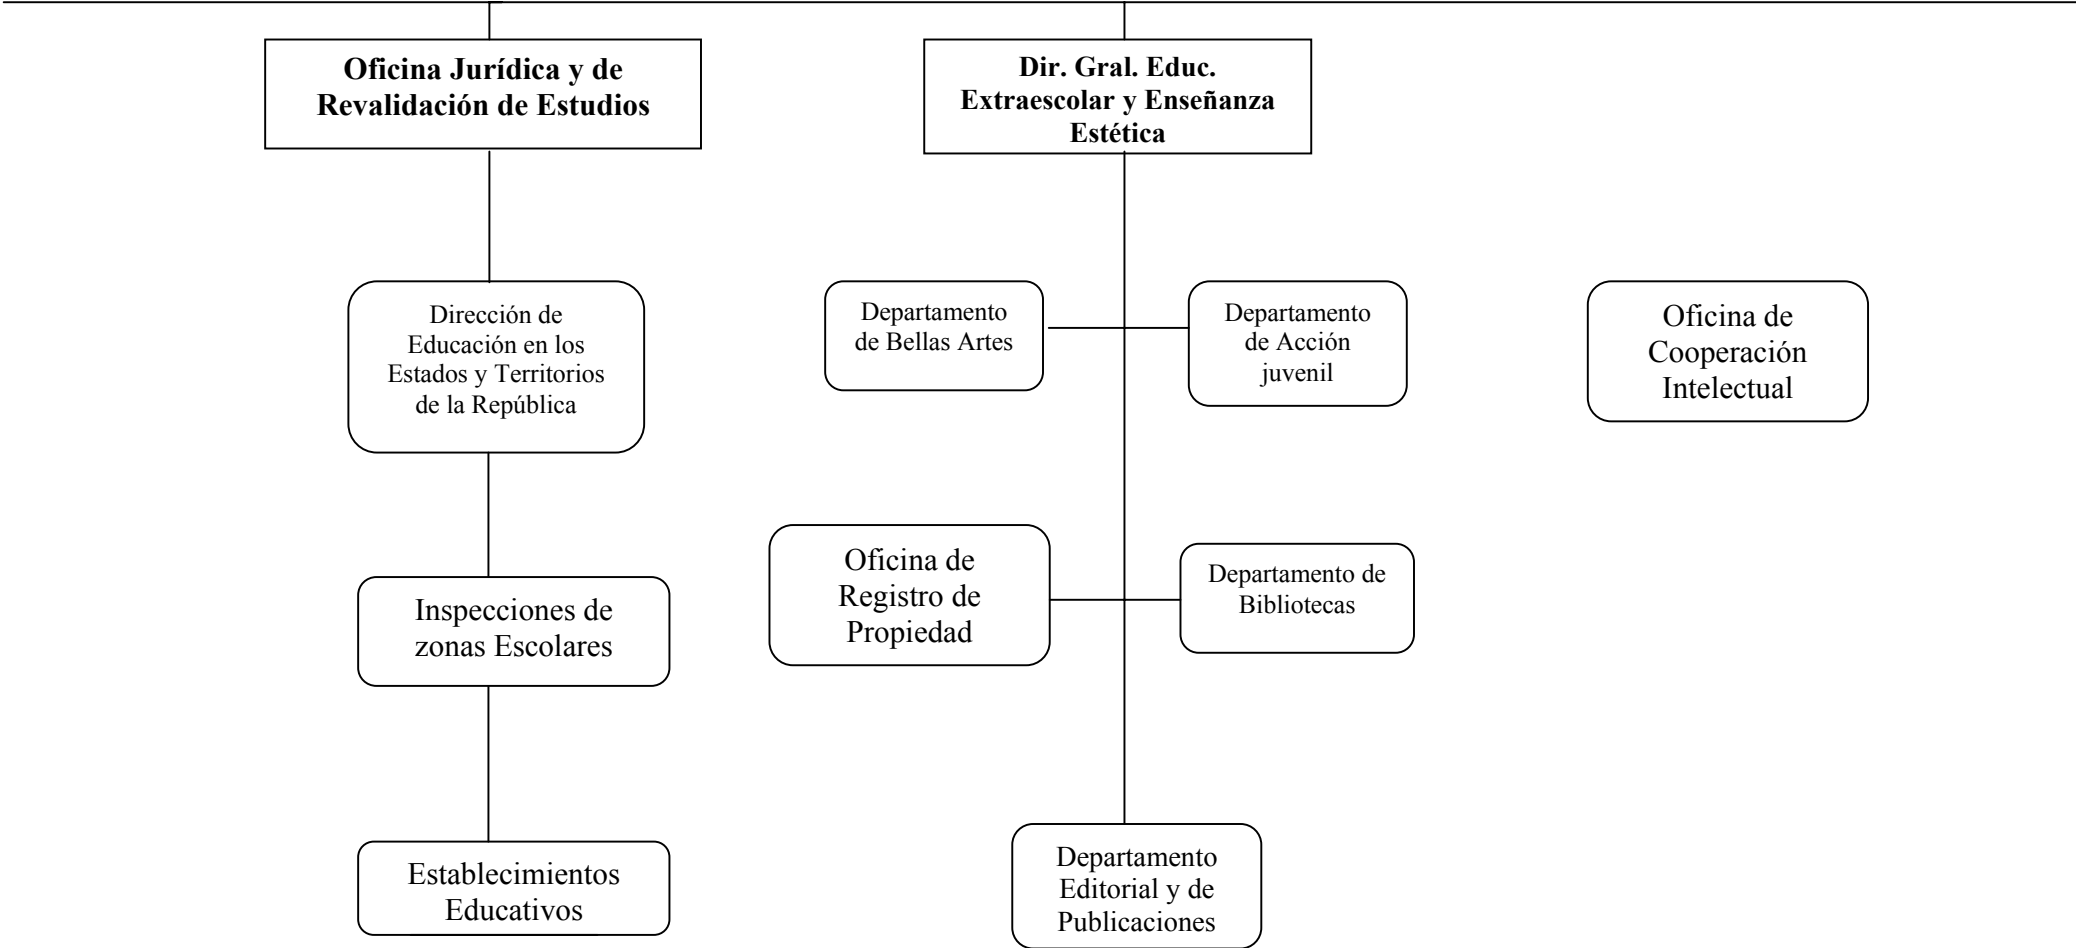 Oficina Jurídica y de
Revalidación de Estudios
Dir. Gral. Educ.
Extraescolar y Enseñanza
Estética
Dirección de
Educación en los
Estados y Territorios
de la República
Departamento
de Bellas Artes
Departamento
de Acción
juvenil
Oficina de
Cooperación
Intelectual
Inspecciones de
zonas Escolares
Oficina de
Registro de
Propiedad
Departamento de
Bibliotecas
Establecimientos
Educativos
Departamento
Editorial y de
Publicaciones